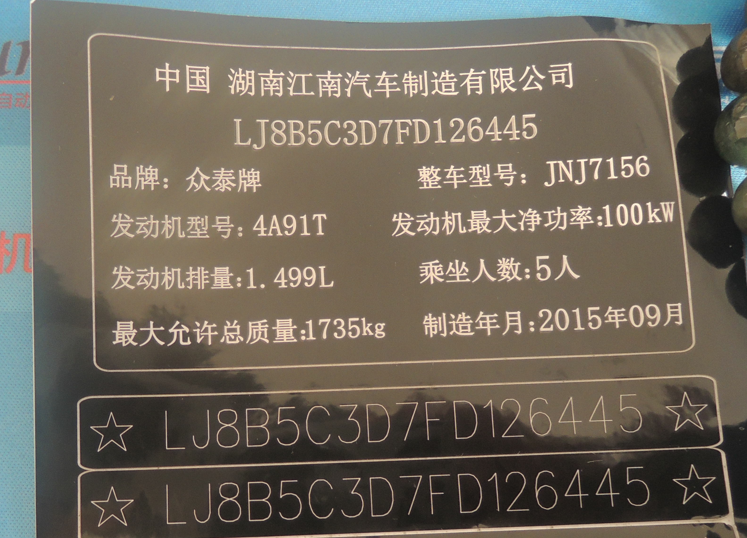 中国 湖南江南汽车制造有限公司
LJ8B5C3D7FD126445
品牌: 众泰牌 整车型号: JNJ7156
发动机型号: 4A91T 发动机最大净功率:100kW
发动机排量:1.499L 乘坐人数:5人
最大允许总质量:1735kg 制造年月:2015年09月
☆ LJ8B5C3D7FD126445 ☆
☆ LJ8B5C3D7FD126445 ☆
自动
机